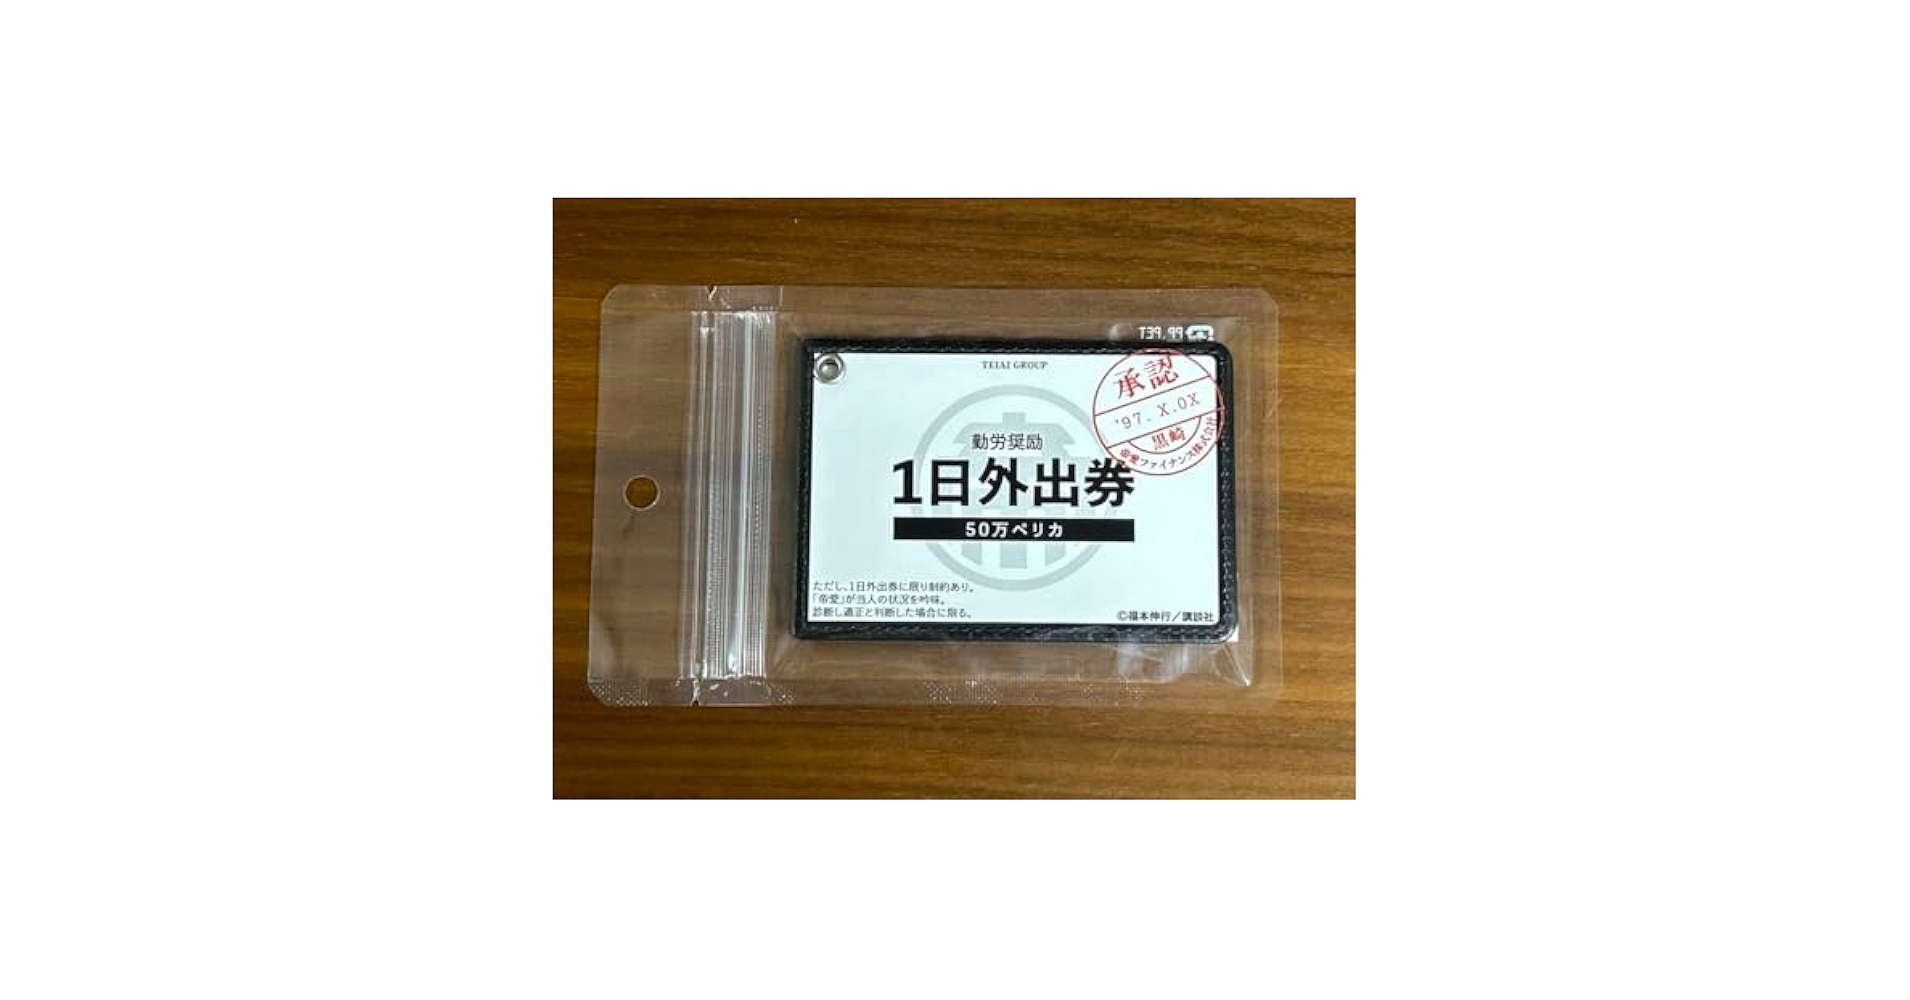 PP, PET
TEIAI GROUP
承認
'97. X.0X
黒崎
帝愛ファイナンス株式会社
勤労奨励
1日外出券
50万ペリカ
ただし、1日外出券に限り制約あり。
「帝愛」が当人の状況を吟味。
診断し適正と判断した場合に限る。
©福本伸行/講談社